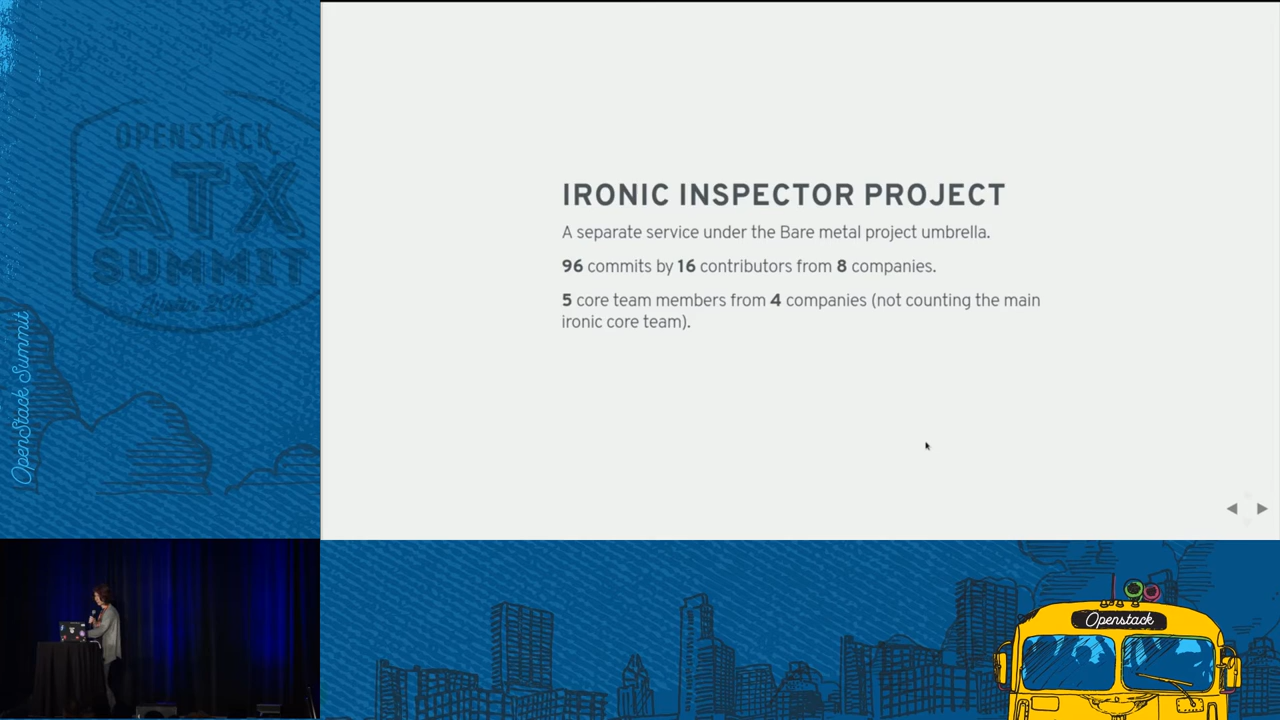 OPENSTACK
ATX
SUMMIT
Austin 2016
OpenStack Summit
IRONIC INSPECTOR PROJECT
A separate service under the Bare metal project umbrella.
96 commits by 16 contributors from 8 companies.
5 core team members from 4 companies (not counting the main
ironic core team).
Openstack